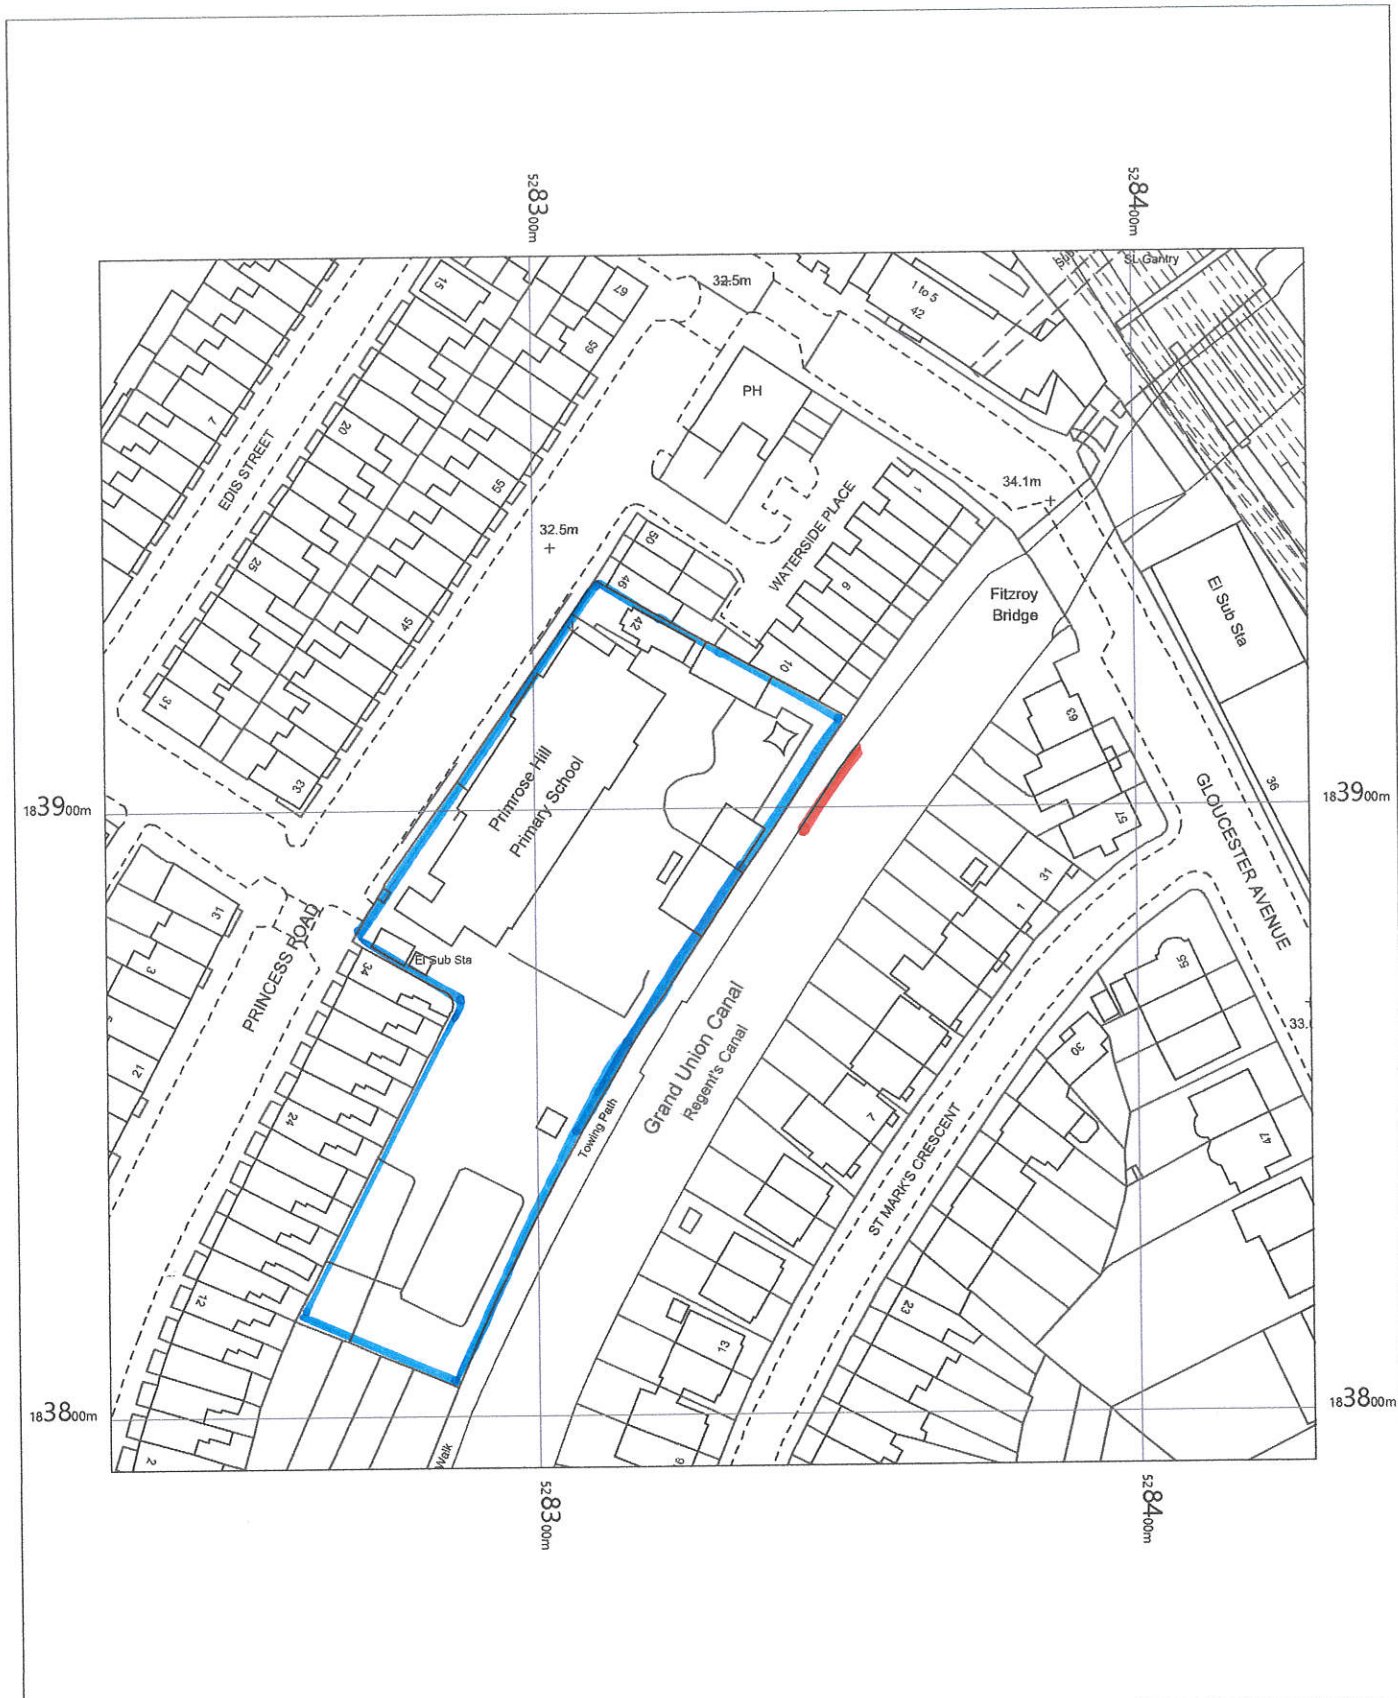 528300m
528400m
SL Gantry
15
67
32.5m
1 to 5
42
65
PH
7
20
EDIS STREET
55
34.1m
WATERSIDE PLACE
32.5m
50
25
9
46
Fitzroy
Bridge
El Sub Sta
45
42
10
31
63
33
Primrose Hill
Primary School
36
183900m
183900m
57
GLOUCESTER AVENUE
31
31
1
PRINCESS ROAD
El Sub Sta
34
55
3
33.
Grand Union Canal
Regent's Canal
30
21
24
Towing Path
7
47
ST MARK'S CRESCENT
12
23
13
183800m
183800m
Walk
2
6
528300m
528400m